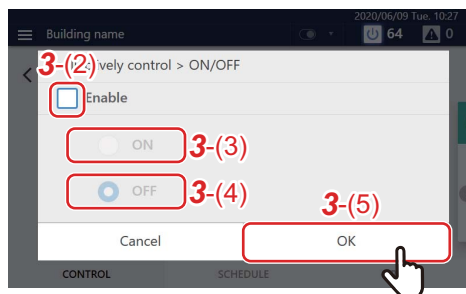 2020/06/09 Tue. 10:27
Building name
64
0
3-(2)
vely control > ON/OFF
Enable
ON
3-(3)
OFF
3-(4)
3-(5)
Cancel
OK
CONTROL
SCHEDULE